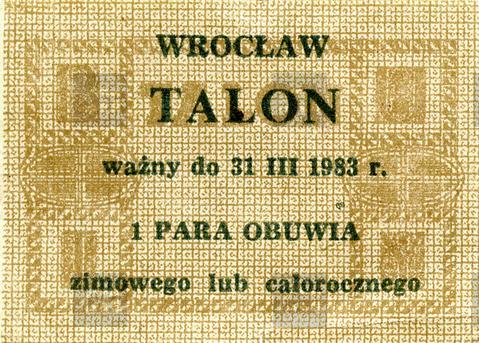 WROCŁAW
TALON
ważny do 31 III 1983 r.
1 PARA OBUWIA
zimowego lub całorocznego